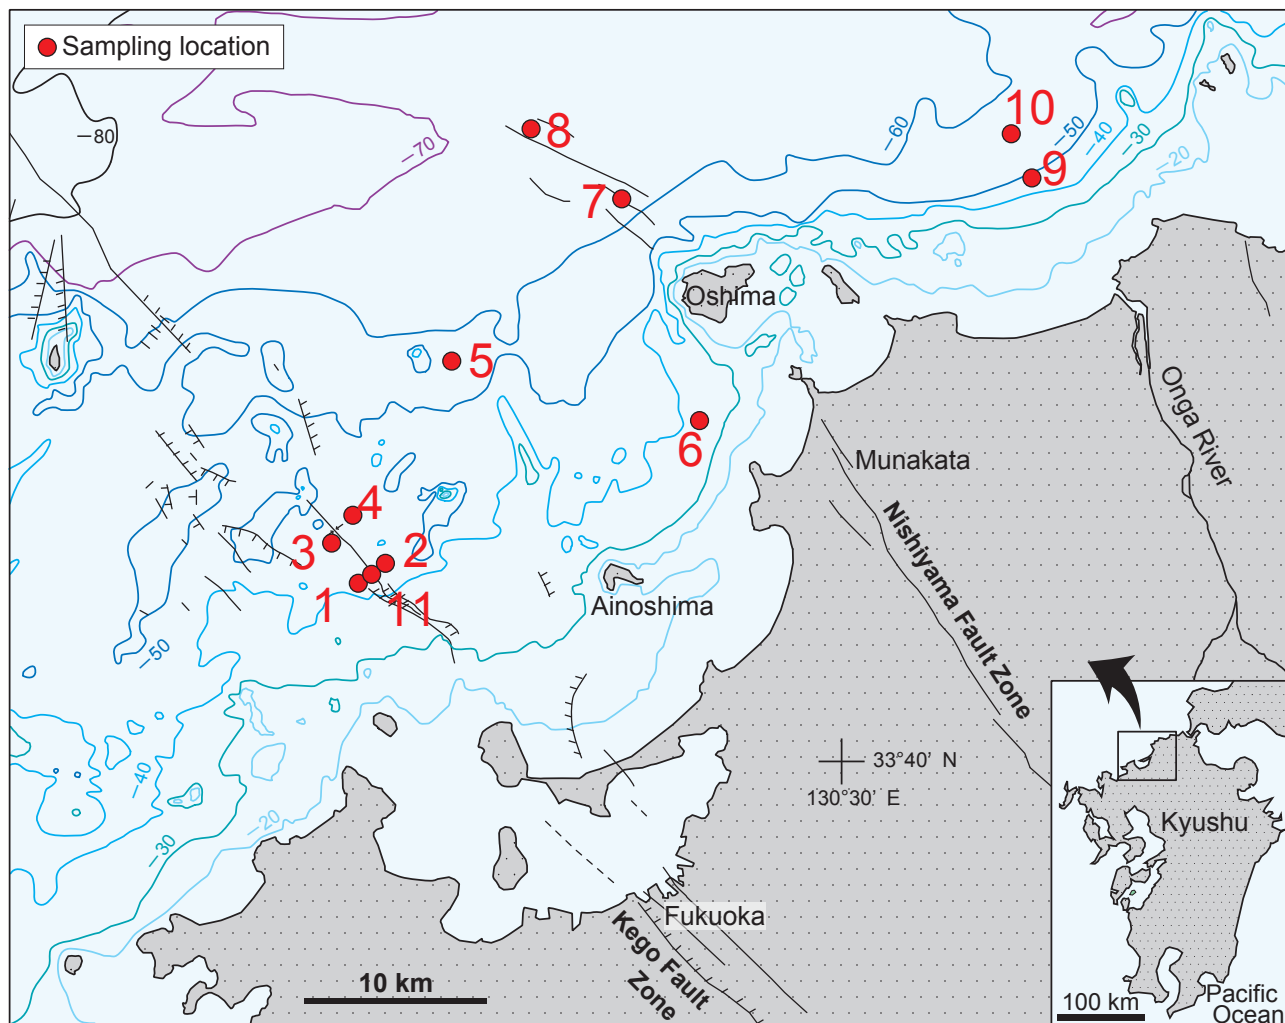 Sampling location
−80
−70
−60
−50
−40
−30
−20
8
10
9
7
Oshima
5
6
Onga River
Munakata
Nishiyama Fault Zone
4
3
2
1
11
Ainoshima
−50
−40
−30
−20
33°40’ N
130°30’ E
Kyushu
Fukuoka
Kego Fault
Zone
10 km
100 km
Pacific
Ocean